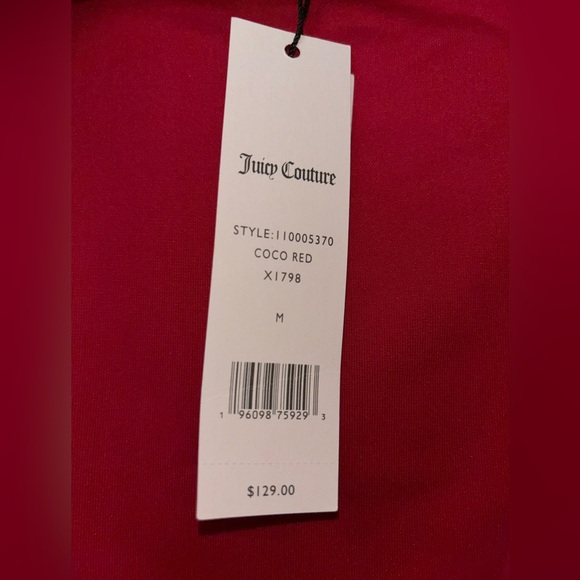 Juicy Couture
STYLE:110005370
COCO RED
X1798
M
1 96098 75929 3
$129.00